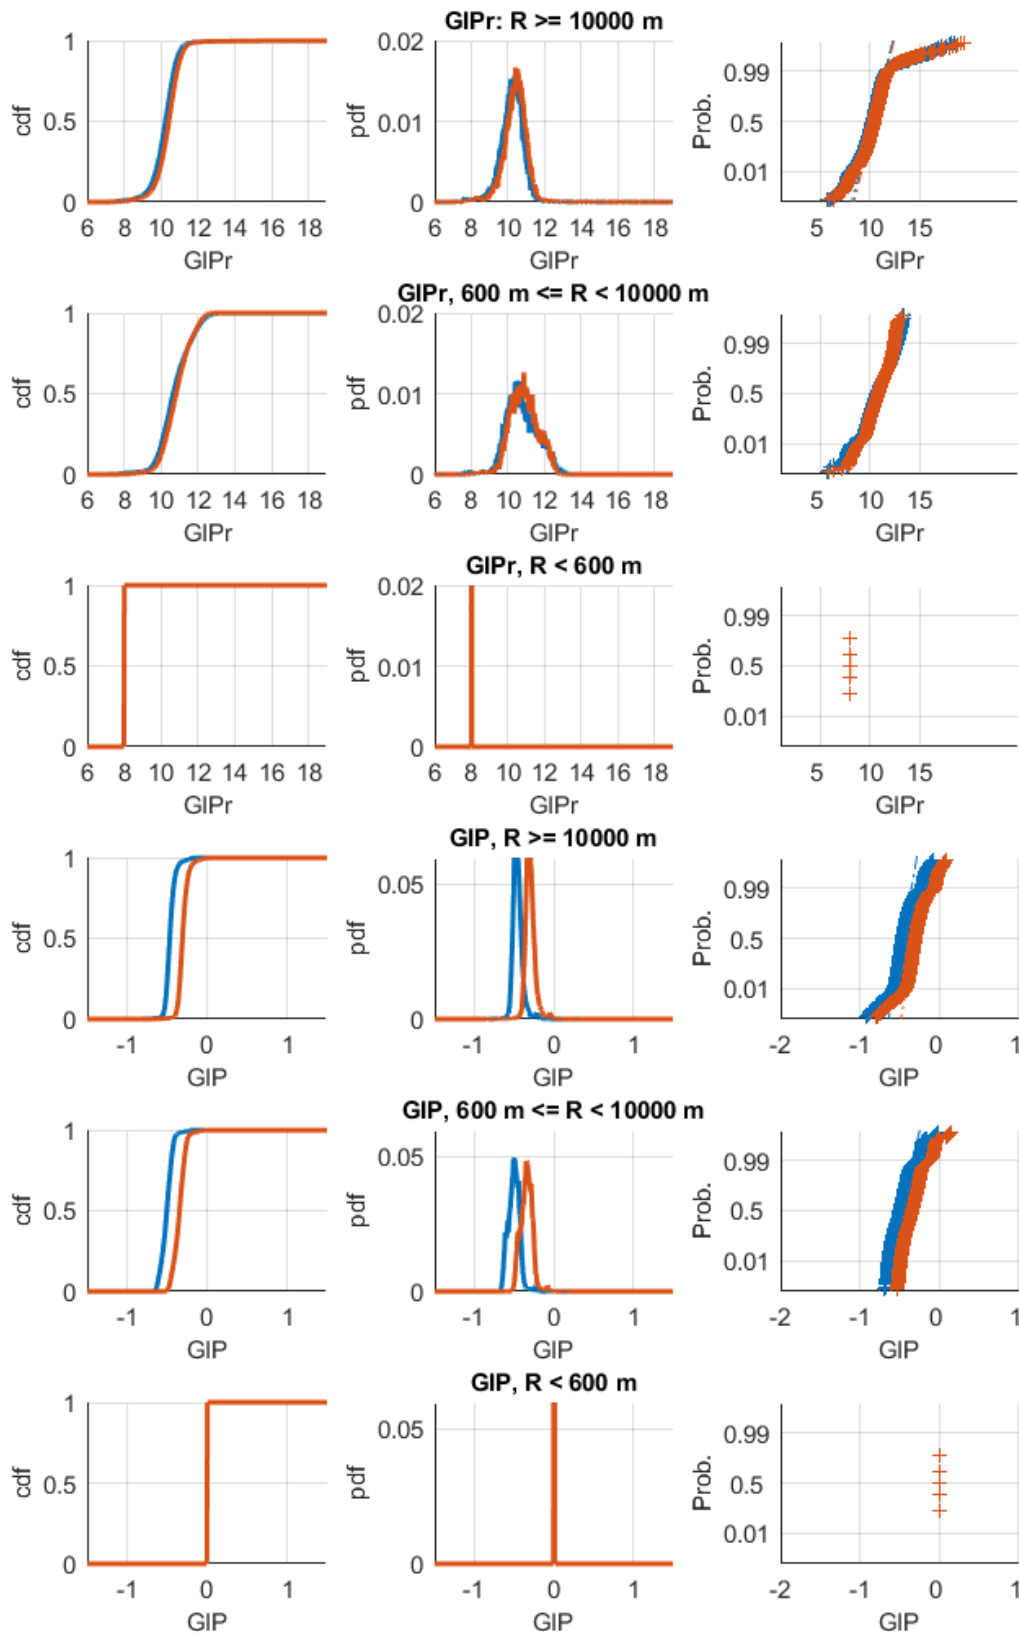 GIPr: R >= 10000 m
1
0.5
0
cdf
6 8 10 12 14 16 18
GIPr
0.02
0.01
0
pdf
6 8 10 12 14 16 18
GIPr
0.99
0.5
0.01
Prob.
5 10 15
GIPr
GIPr, 600 m <= R < 10000 m
1
0.5
0
cdf
6 8 10 12 14 16 18
GIPr
0.02
0.01
0
pdf
6 8 10 12 14 16 18
GIPr
0.99
0.5
0.01
Prob.
5 10 15
GIPr
GIPr, R < 600 m
1
0.5
0
cdf
6 8 10 12 14 16 18
GIPr
0.02
0.01
0
pdf
6 8 10 12 14 16 18
GIPr
0.99
0.5
0.01
Prob.
5 10 15
GIPr
GIP, R >= 10000 m
1
0.5
0
cdf
-1 0 1
GIP
0.05
0
pdf
-1 0 1
GIP
0.99
0.5
0.01
Prob.
-2 -1 0 1
GIP
GIP, 600 m <= R < 10000 m
1
0.5
0
cdf
-1 0 1
GIP
0.05
0
pdf
-1 0 1
GIP
0.99
0.5
0.01
Prob.
-2 -1 0 1
GIP
GIP, R < 600 m
1
0.5
0
cdf
-1 0 1
GIP
0.05
0
pdf
-1 0 1
GIP
0.99
0.5
0.01
Prob.
-2 -1 0 1
GIP